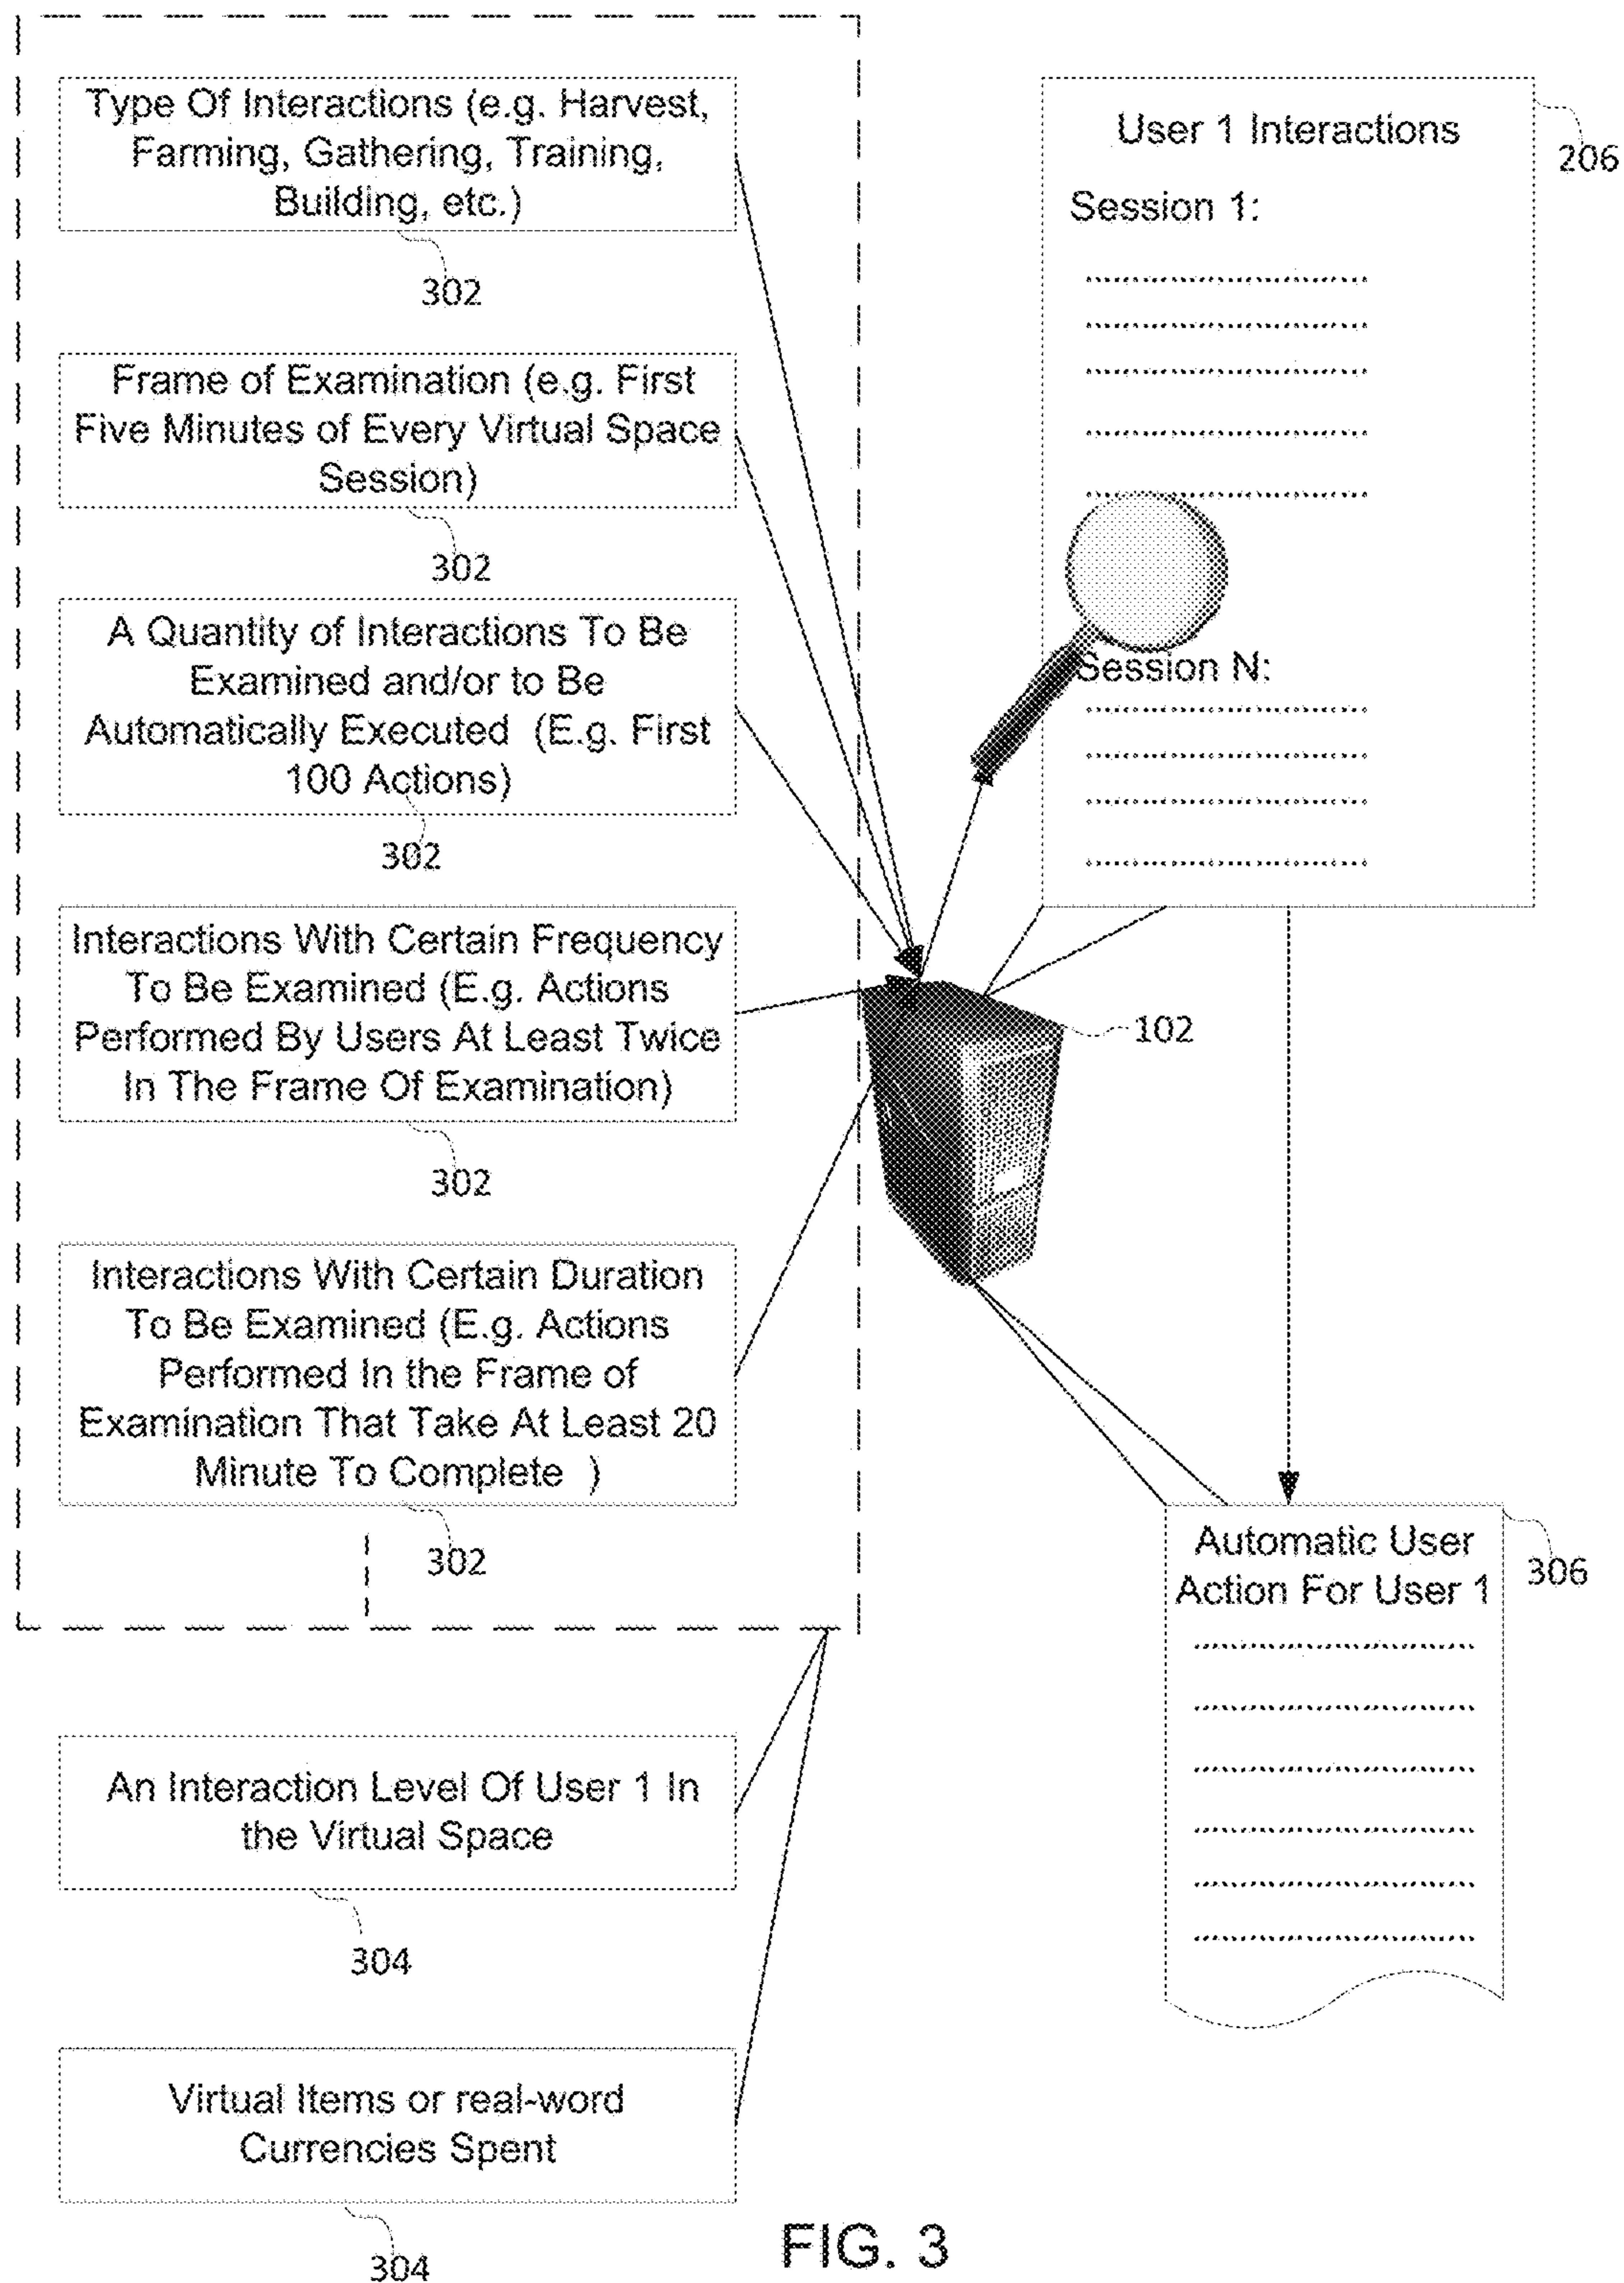 Type Of Interactions (e.g. Harvest,
Farming, Gathering, Training,
Building, etc.)
302
Frame of Examination (e.g. First
Five Minutes of Every Virtual Space
Session)
302
A Quantity of Interactions To Be
Examined and/or to Be
Automatically Executed (E.g. First
100 Actions)
302
Interactions With Certain Frequency
To Be Examined (E.g. Actions
Performed By Users At Least Twice
In The Frame Of Examination)
302
Interactions With Certain Duration
To Be Examined (E.g. Actions
Performed In the Frame of
Examination That Take At Least 20
Minute To Complete )
302
An Interaction Level Of User 1 In
the Virtual Space
304
Virtual Items or real-word
Currencies Spent
304
User 1 Interactions
206
Session 1:
Session N:
102
Automatic User
Action For User 1
306
FIG. 3